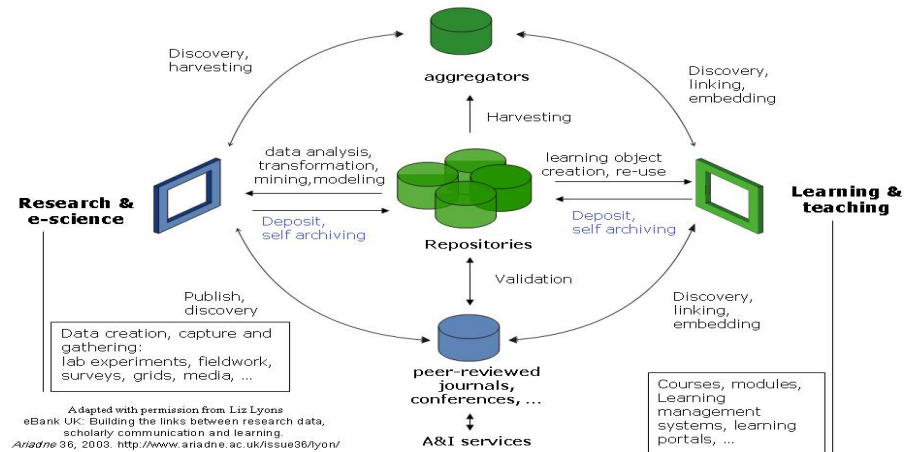 Discovery,
harvesting
aggregators
Discovery,
linking,
embedding
Harvesting
data analysis,
transformation,
mining,modeling
learning object
creation, re-use
Research &
e-science
Learning &
teaching
Deposit,
self archiving
Deposit,
self archiving
Repositories
Validation
Publish,
discovery
Discovery,
linking,
embedding
Data creation, capture and
gathering:
lab experiments, fieldwork,
surveys, grids, media, ...
peer-reviewed
journals,
conferences, ...
Courses, modules,
Learning
management
systems, learning
portals, ...
A&I services
Adapted with permission from Liz Lyons
eBank UK: Building the links between research data,
scholarly communication and learning.
Ariadne 36, 2003. http://www.ariadne.ac.uk/issue36/lyon/